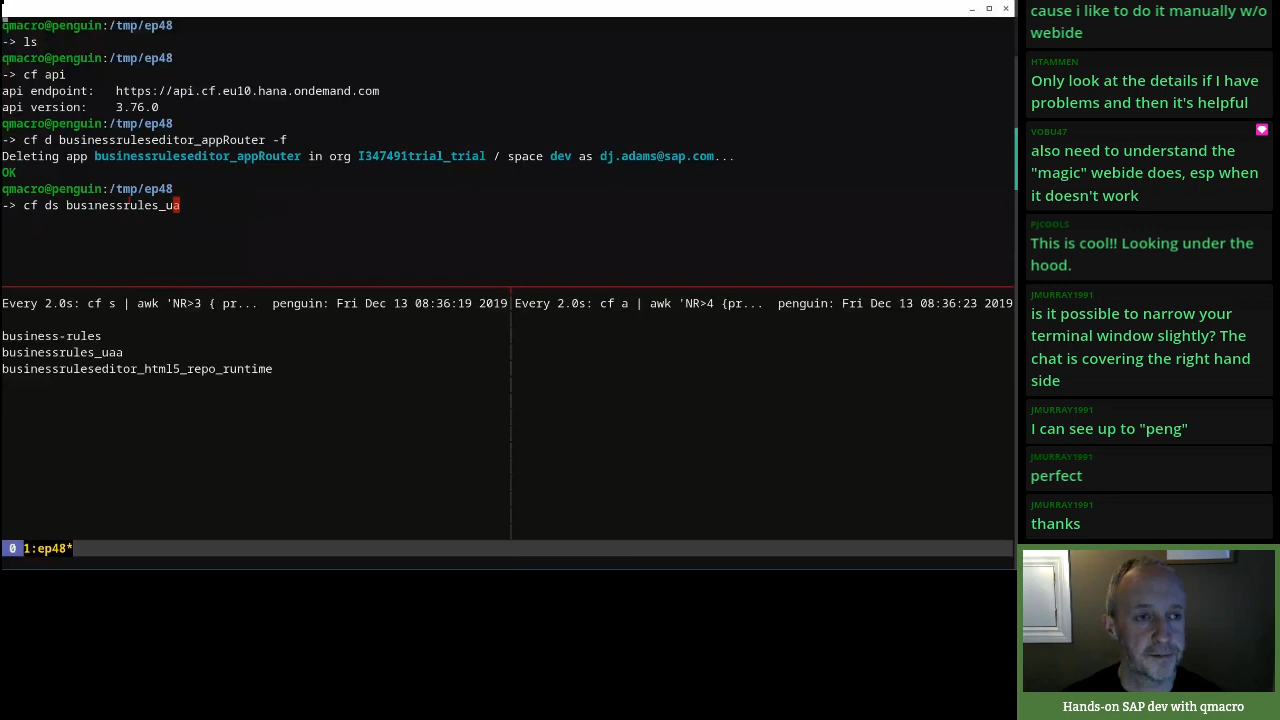 qmacro@penguin:/tmp/ep48
-> ls
qmacro@penguin:/tmp/ep48
-> cf api
api endpoint:   https://api.cf.eu10.hana.ondemand.com
api version:    3.76.0
qmacro@penguin:/tmp/ep48
-> cf d businessruleseditor_appRouter -f
Deleting app businessruleseditor_appRouter in org I347491trial_trial / space dev as dj.adams@sap.com...
OK
qmacro@penguin:/tmp/ep48
-> cf ds businessrules_ua
Every 2.0s: cf s | awk 'NR>3 { pr...  penguin: Fri Dec 13 08:36:19 2019
business-rules
businessrules_uaa
businessruleseditor_html5_repo_runtime
Every 2.0s: cf a | awk 'NR>4 {pr...  penguin: Fri Dec 13 08:36:23 2019
0 1:ep48*
cause i like to do it manually w/o
webide
HTAMMEN
Only look at the details if I have
problems and then it's helpful
VOBU47
also need to understand the
"magic" webide does, esp when
it doesn't work
PJCOOLS
This is cool!! Looking under the
hood.
JMURRAY1991
is it possible to narrow your
terminal window slightly? The
chat is covering the right hand
side
JMURRAY1991
I can see up to "peng"
JMURRAY1991
perfect
JMURRAY1991
thanks
Hands-on SAP dev with qmacro